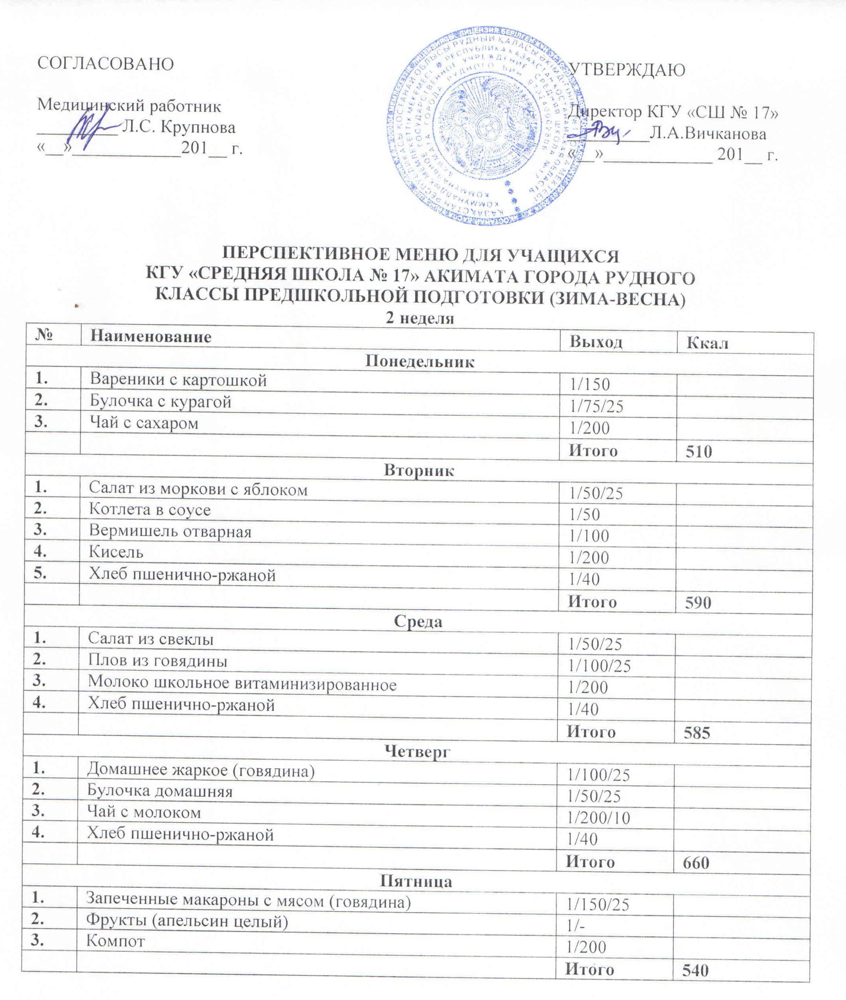 СОГЛАСОВАНО
Медицинский работник
__________Л.С. Крупнова
«__»____________201__ г.
УТВЕРЖДАЮ
Директор КГУ «СШ № 17»
__________Л.А.Вичканова
«__»____________ 201__ г.
ПЕРСПЕКТИВНОЕ МЕНЮ ДЛЯ УЧАЩИХСЯ
КГУ «СРЕДНЯЯ ШКОЛА № 17» АКИМАТА ГОРОДА РУДНОГО
КЛАССЫ ПРЕДШКОЛЬНОЙ ПОДГОТОВКИ (ЗИМА-ВЕСНА)
2 неделя
№ Наименование Выход Ккал
Понедельник
1. Вареники с картошкой 1/150
2. Булочка с курагой 1/75/25
3. Чай с сахаром 1/200
Итого 510
Вторник
1. Салат из моркови с яблоком 1/50/25
2. Котлета в соусе 1/50
3. Вермишель отварная 1/100
4. Кисель 1/200
5. Хлеб пшенично-ржаной 1/40
Итого 590
Среда
1. Салат из свеклы 1/50/25
2. Плов из говядины 1/100/25
3. Молоко школьное витаминизированное 1/200
4. Хлеб пшенично-ржаной 1/40
Итого 585
Четверг
1. Домашнее жаркое (говядина) 1/100/25
2. Булочка домашняя 1/50/25
3. Чай с молоком 1/200/10
4. Хлеб пшенично-ржаной 1/40
Итого 660
Пятница
1. Запеченные макароны с мясом (говядина) 1/150/25
2. Фрукты (апельсин целый) 1/-
3. Компот 1/200
Итого 540